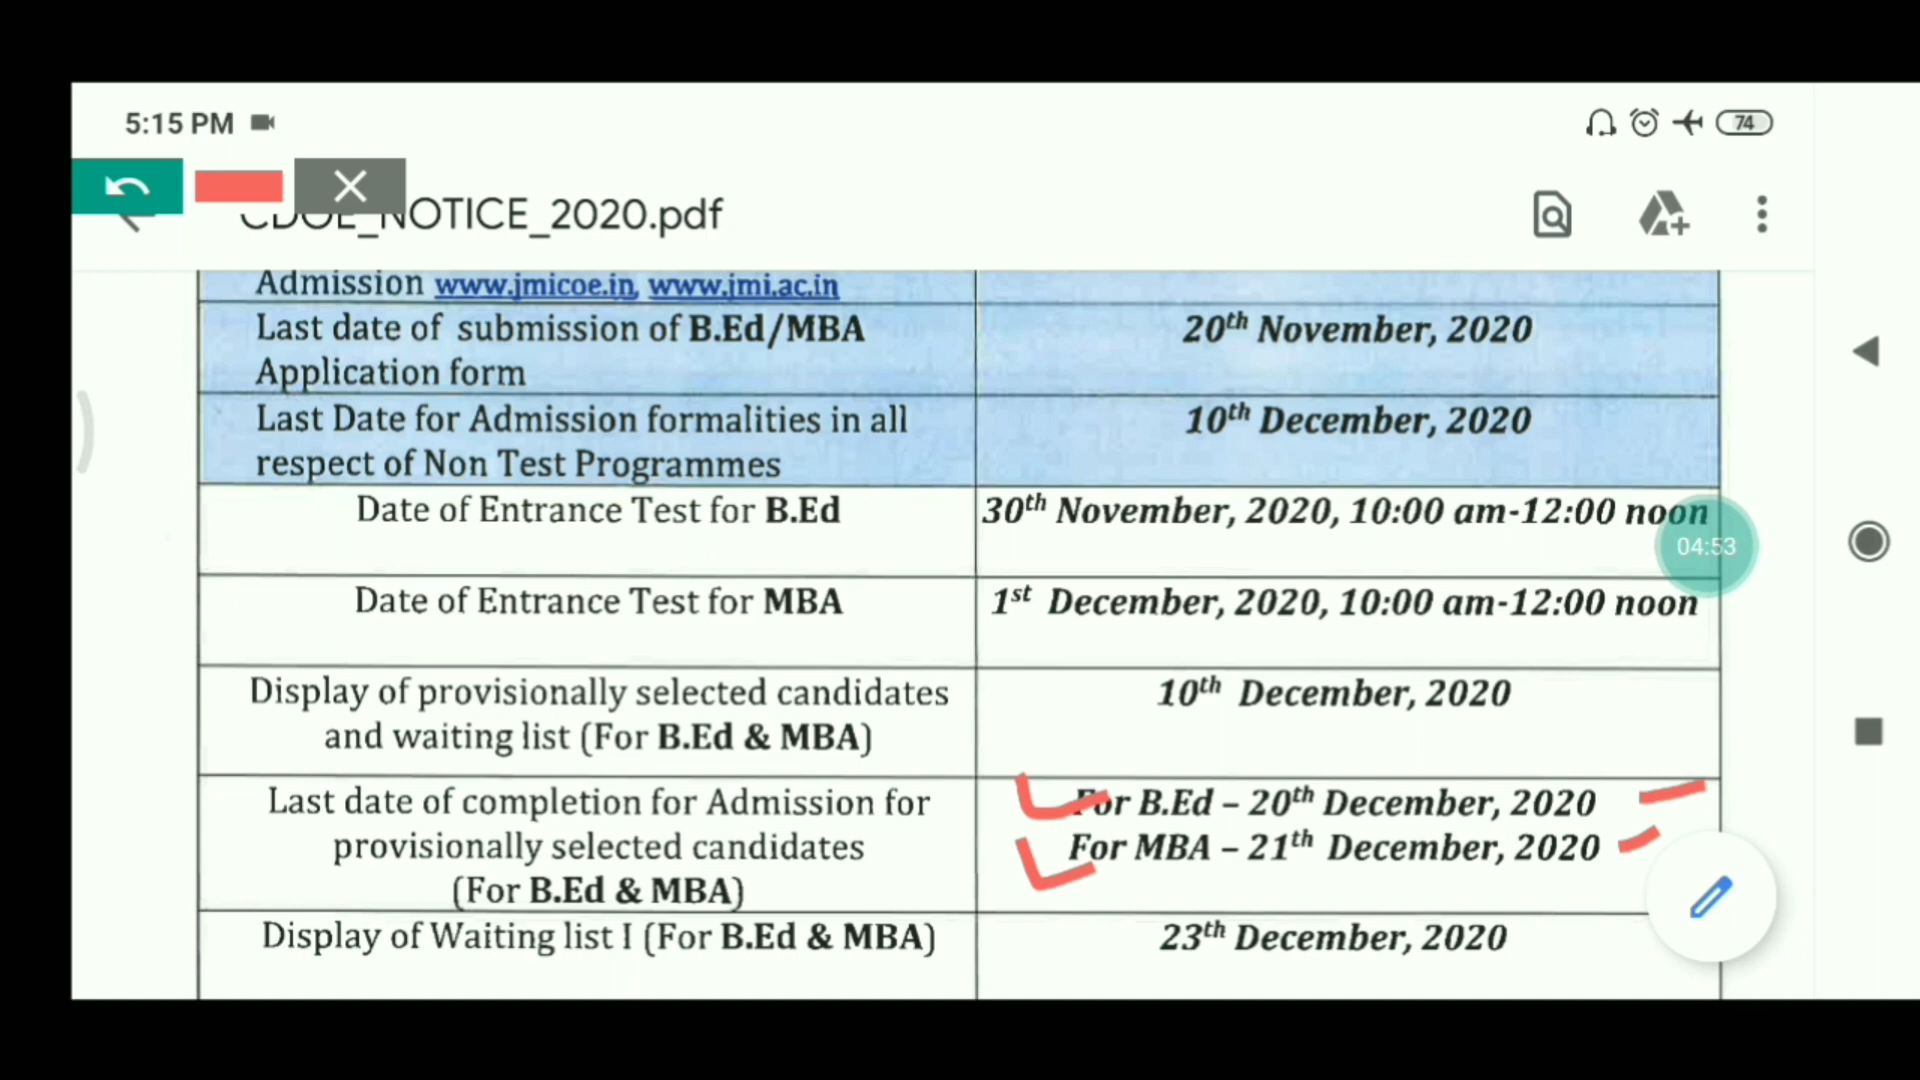 5:15 PM
74
CDOE_NOTICE_2020.pdf
Admission www.jmicoe.in, www.jmi.ac.in
Last date of submission of B.Ed/MBA
Application form
20th November, 2020
Last Date for Admission formalities in all
respect of Non Test Programmes
10th December, 2020
Date of Entrance Test for B.Ed
30th November, 2020, 10:00 am-12:00 noon
04:53
Date of Entrance Test for MBA
1st December, 2020, 10:00 am-12:00 noon
Display of provisionally selected candidates
and waiting list (For B.Ed & MBA)
10th December, 2020
Last date of completion for Admission for
provisionally selected candidates
(For B.Ed & MBA)
For B.Ed – 20th December, 2020
For MBA – 21th December, 2020
Display of Waiting list I (For B.Ed & MBA)
23th December, 2020